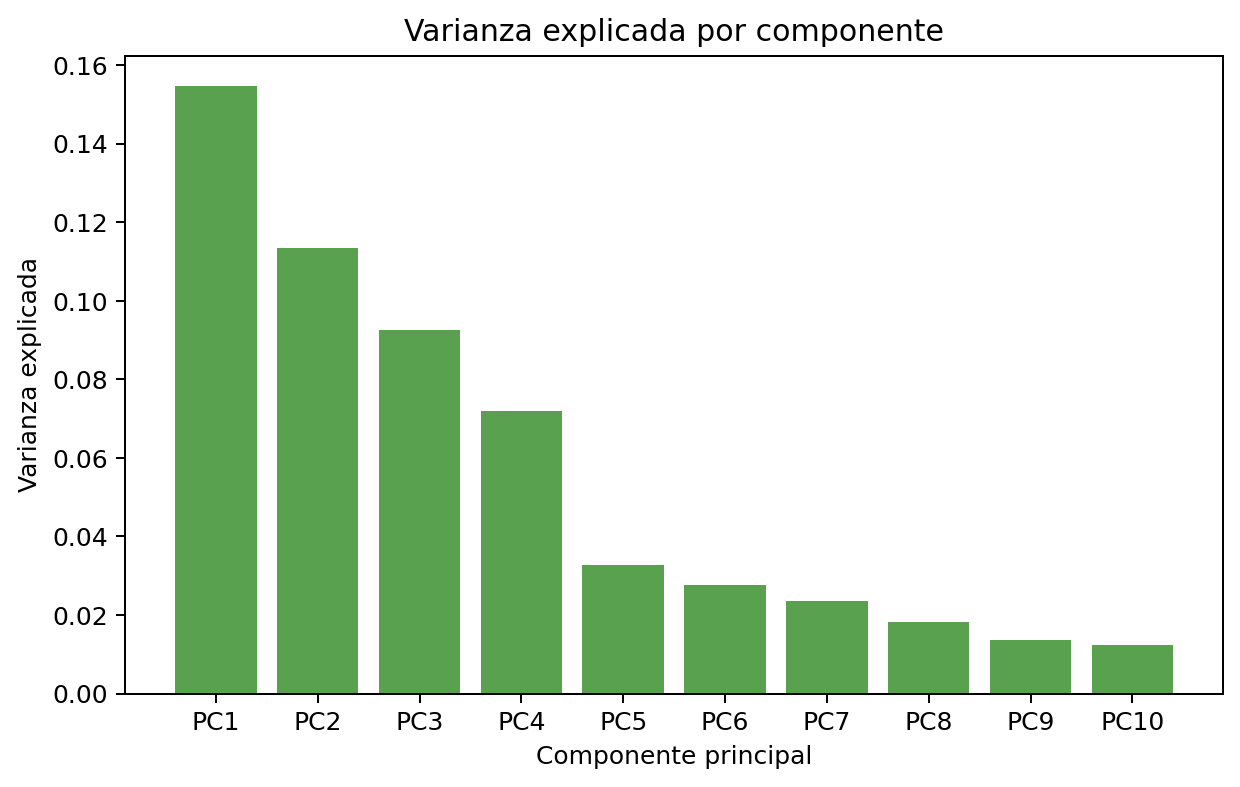 Varianza explicada por componente
0.16
0.14
0.12
0.10
0.08
0.06
0.04
0.02
0.00
Varianza explicada
PC1 PC2 PC3 PC4 PC5 PC6 PC7 PC8 PC9 PC10
Componente principal